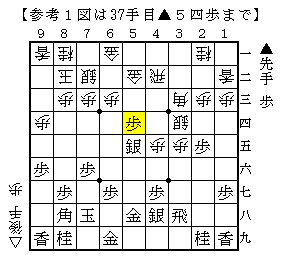 【参考１図は37手目▲５四歩まで】
９ ８ ７ ６ ５ ４ ３ ２ １
香 桂 金 桂 一
玉 銀 金 飛 香 二
歩 歩 歩 角 歩 歩 三
歩 歩 銀 四
銀 歩 歩 歩 五
歩 歩 六
歩 歩 歩 歩 七
角 玉 金 銀 飛 八
香 桂 金 桂 香 九
▲先手 歩
△後手 歩